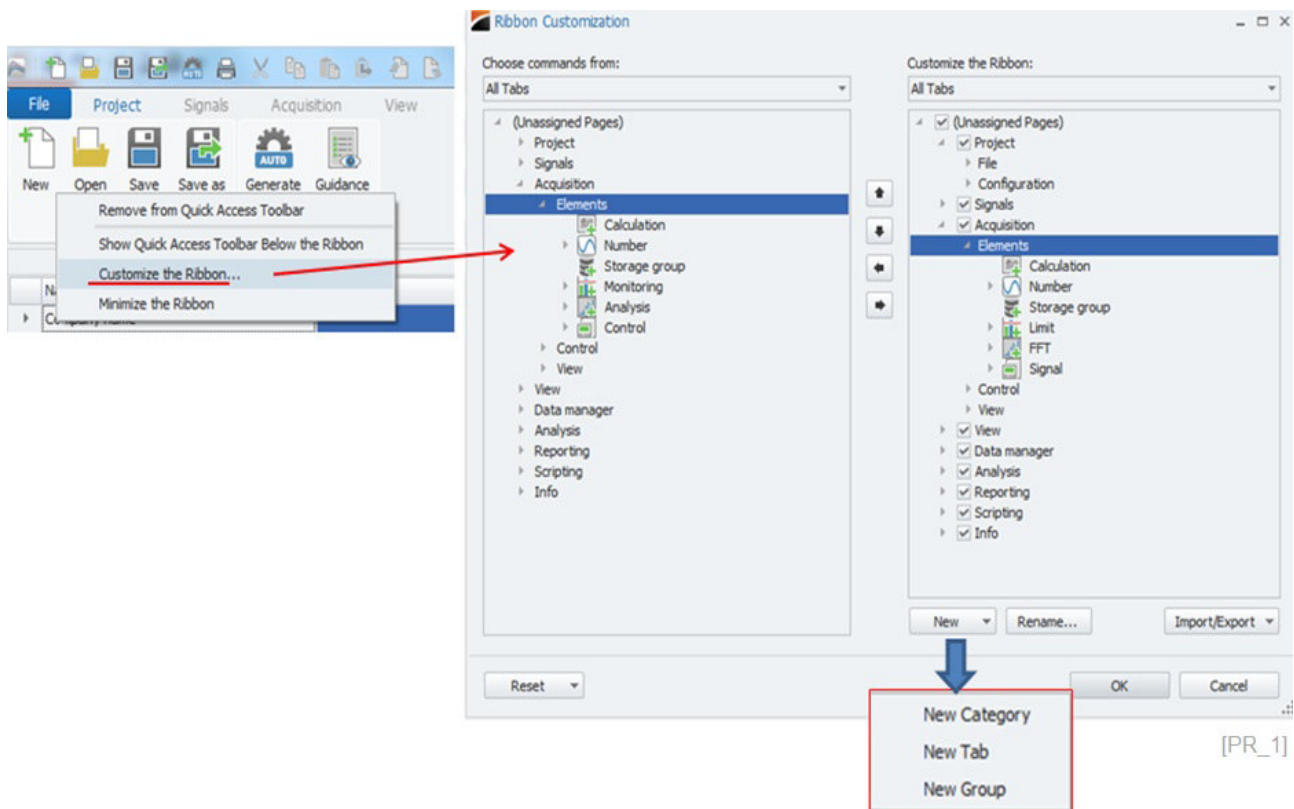 File Project Signals Acquisition View
AUTO
New Open Save Save as Generate Guidance
Remove from Quick Access Toolbar
Show Quick Access Toolbar Below the Ribbon
Customize the Ribbon...
Minimize the Ribbon
Ribbon Customization
Choose commands from:
All Tabs
(Unassigned Pages)
Project
Signals
Acquisition
Elements
Calculation
Number
Storage group
Monitoring
Analysis
Control
Control
View
View
Data manager
Analysis
Reporting
Scripting
Info
Customize the Ribbon:
All Tabs
(Unassigned Pages)
Project
File
Configuration
Signals
Acquisition
Elements
Calculation
Number
Storage group
Limit
FFT
Signal
Control
View
View
Data manager
Analysis
Reporting
Scripting
Info
New Rename... Import/Export
Reset OK Cancel
New Category
New Tab
New Group
[PR_1]